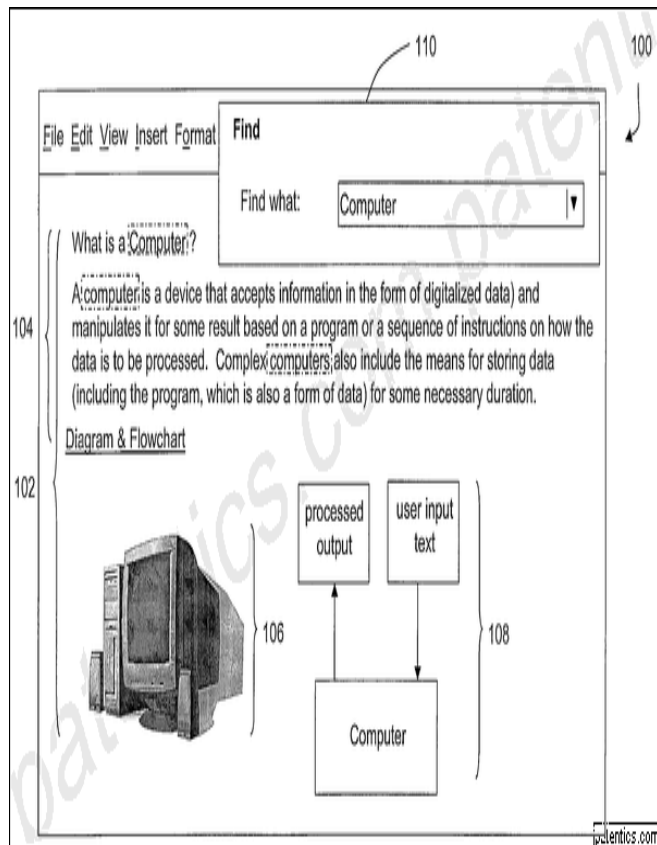 110
100
File Edit View Insert Format
Find
Find what:
Computer
What is a Computer?
A computer is a device that accepts information in the form of digitalized data) and
manipulates it for some result based on a program or a sequence of instructions on how the
data is to be processed. Complex computers also include the means for storing data
(including the program, which is also a form of data) for some necessary duration.
104
Diagram & Flowchart
102
processed
output
user input
text
106
108
Computer
patentics.com